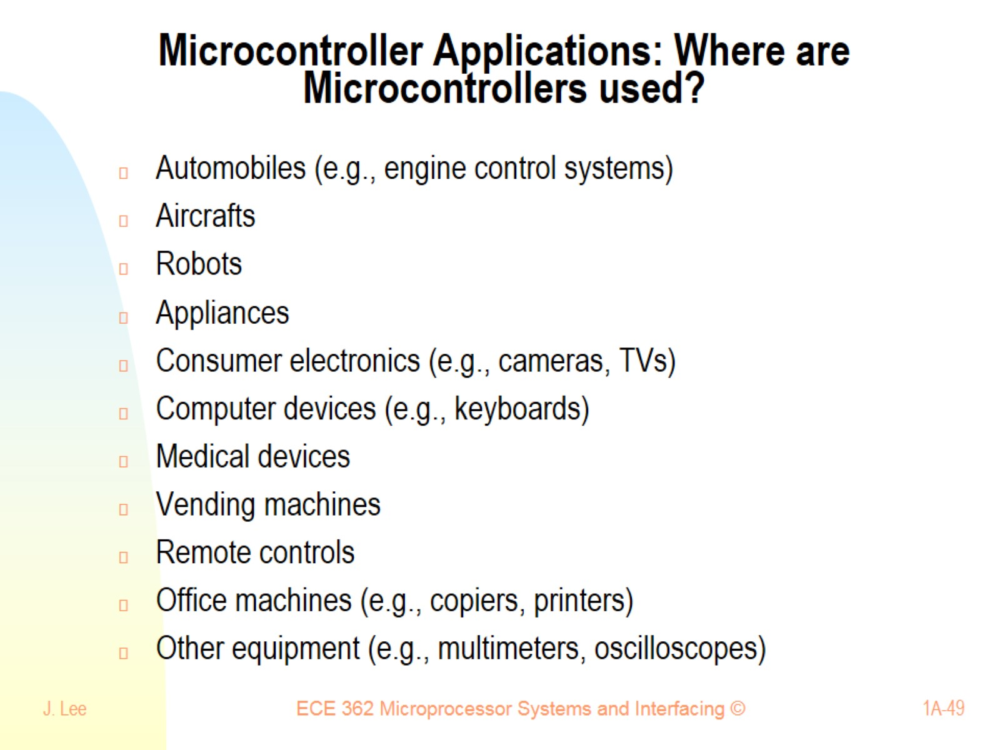 Microcontroller Applications: Where are
Microcontrollers used?
Automobiles (e.g., engine control systems)
Aircrafts
Robots
Appliances
Consumer electronics (e.g., cameras, TVs)
Computer devices (e.g., keyboards)
Medical devices
Vending machines
Remote controls
Office machines (e.g., copiers, printers)
Other equipment (e.g., multimeters, oscilloscopes)
J. Lee
ECE 362 Microprocessor Systems and Interfacing ©
1A-49